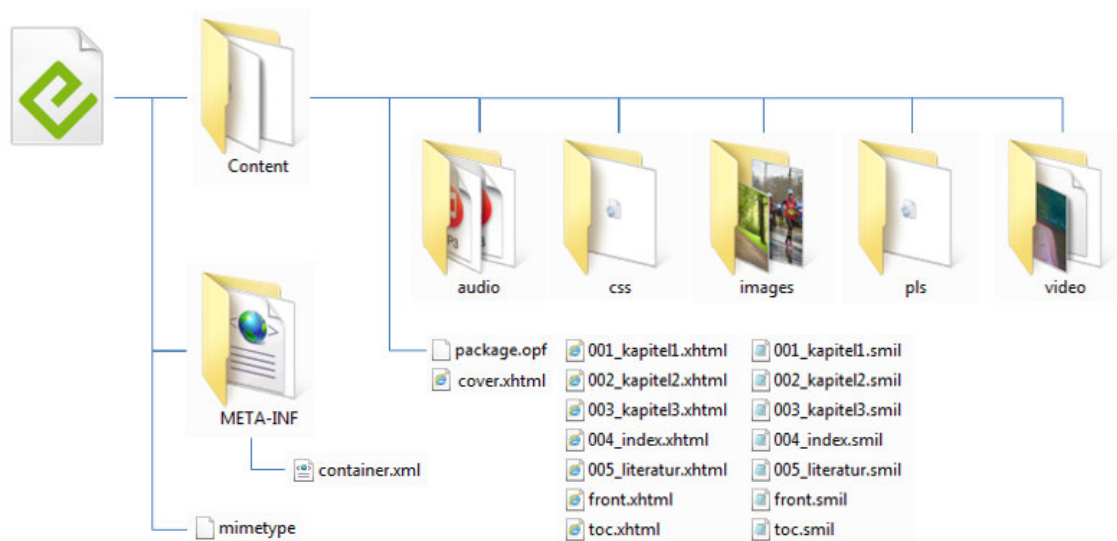 Content
audio
css
images
pls
video
META-INF
container.xml
mimetype
package.opf
cover.xhtml
001_kapitel1.xhtml
002_kapitel2.xhtml
003_kapitel3.xhtml
004_index.xhtml
005_literatur.xhtml
front.xhtml
toc.xhtml
001_kapitel1.smil
002_kapitel2.smil
003_kapitel3.smil
004_index.smil
005_literatur.smil
front.smil
toc.smil